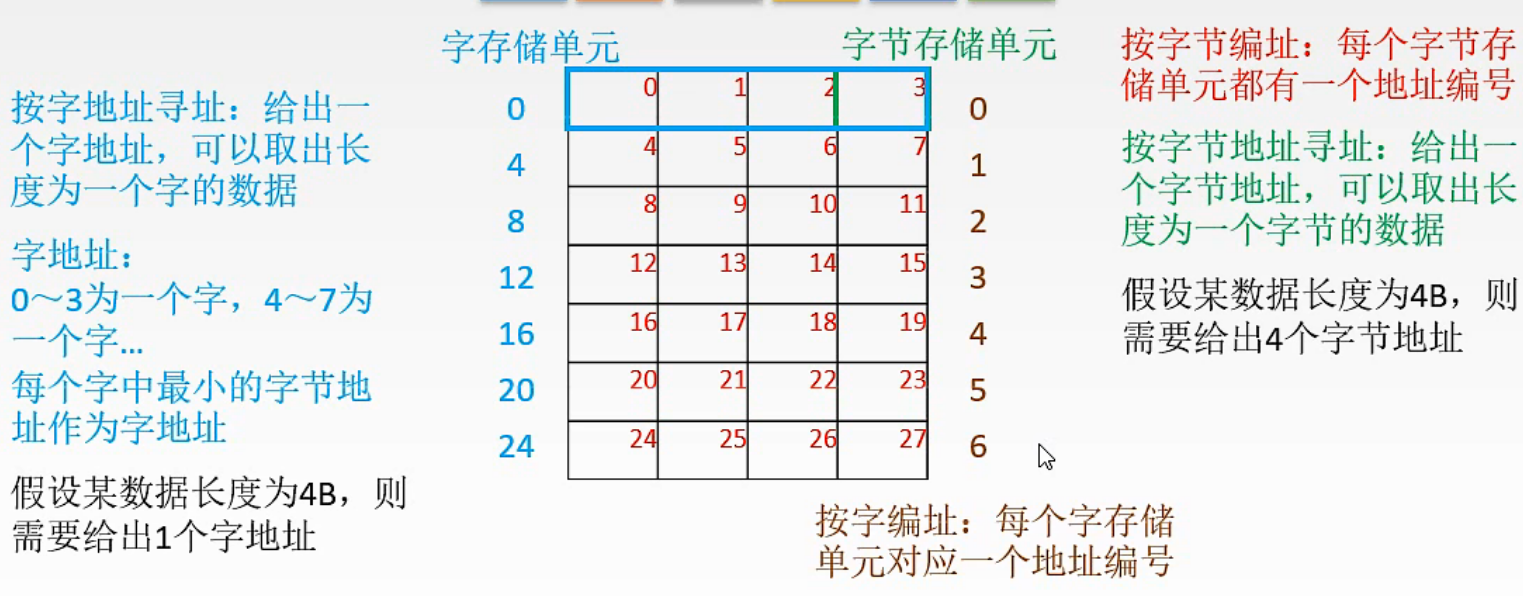 字存储单元
字节存储单元
按字节编址：每个字节存
储单元都有一个地址编号
按字地址寻址：给出一
个字地址，可以取出长
度为一个字的数据
字地址：
0～3为一个字，4～7为
一个字…
每个字中最小的字节地
址作为字地址
假设某数据长度为4B，则
需要给出1个字地址
0 0 1 2 3 0
4 4 5 6 7 1
8 8 9 10 11 2
12 12 13 14 15 3
16 16 17 18 19 4
20 20 21 22 23 5
24 24 25 26 27 6
按字节地址寻址：给出一
个字节地址，可以取出长
度为一个字节的数据
假设某数据长度为4B，则
需要给出4个字节地址
按字编址：每个字存储
单元对应一个地址编号